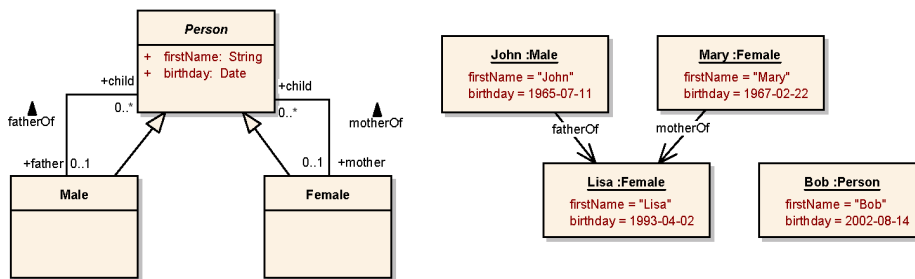 Person
+ firstName: String
+ birthday: Date
+child
0..*
fatherOf
+father
0..1
+child
0..*
motherOf
0..1
+mother
Male
Female
John :Male
firstName = "John"
birthday = 1965-07-11
Mary :Female
firstName = "Mary"
birthday = 1967-02-22
fatherOf
motherOf
Lisa :Female
firstName = "Lisa"
birthday = 1993-04-02
Bob :Person
firstName = "Bob"
birthday = 2002-08-14